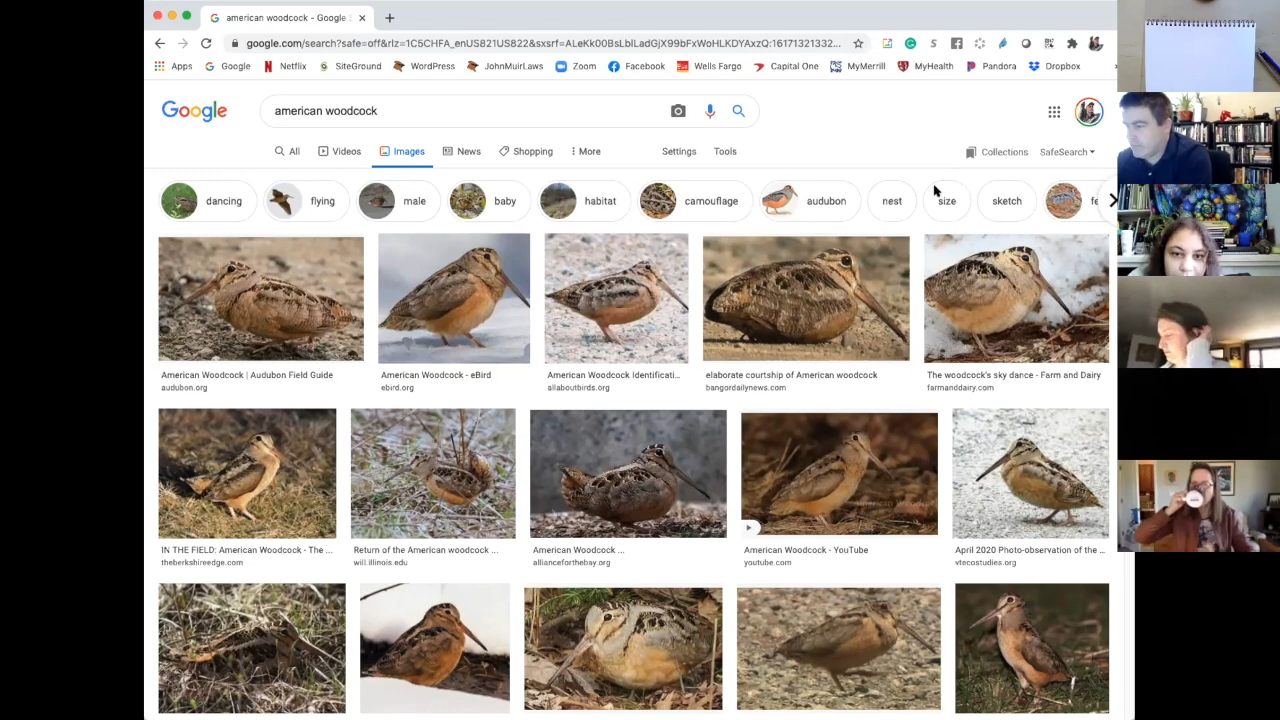 american woodcock - Google S
google.com/search?safe=off&rlz=1C5CHFA_enUS821US822&sxsrf=ALeKk00BsLblLadGjX99bFxWoHLKDYAxzQ:16171321332...
Apps Google Netflix SiteGround WordPress JohnMuirLaws Zoom Facebook Wells Fargo Capital One MyMerrill MyHealth Pandora Dropbox
Google american woodcock
All Videos Images News Shopping More Settings Tools Collections SafeSearch
dancing flying male baby habitat camouflage audubon nest size sketch fe
American Woodcock | Audubon Field Guide
audubon.org
American Woodcock - eBird
ebird.org
American Woodcock Identificati...
allaboutbirds.org
elaborate courtship of American woodcock
bangordailynews.com
The woodcock's sky dance - Farm and Dairy
farmanddairy.com
IN THE FIELD: American Woodcock - The ...
theberkshireedge.com
Return of the American woodcock ...
will.illinois.edu
American Woodcock ...
allianceforthebay.org
American Woodcock - YouTube
youtube.com
April 2020 Photo-observation of the ...
vtecostudies.org